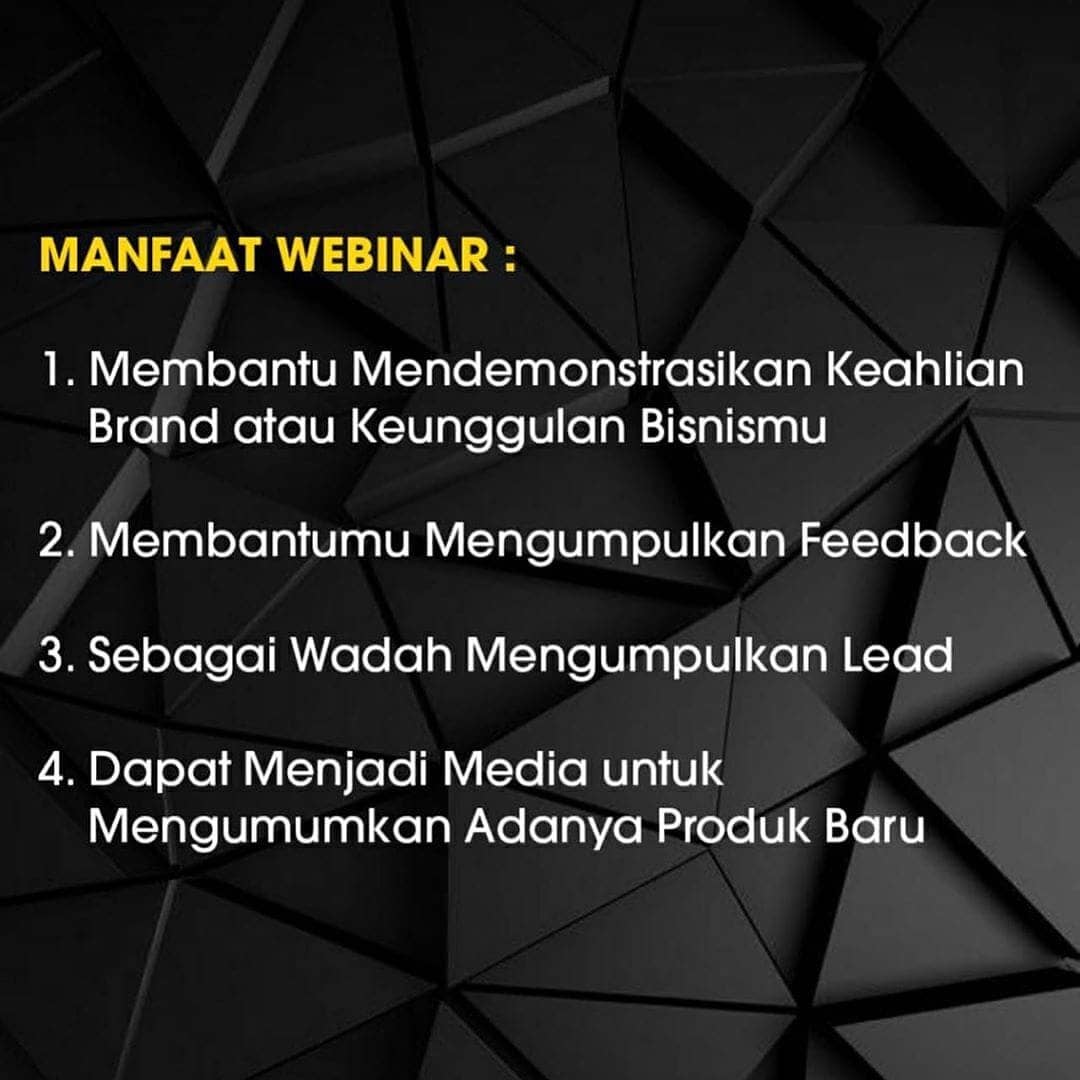 MANFAAT WEBINAR :
1. Membantu Mendemonstrasikan Keahlian
Brand atau Keunggulan Bisnismu
2. Membantumu Mengumpulkan Feedback
3. Sebagai Wadah Mengumpulkan Lead
4. Dapat Menjadi Media untuk
Mengumumkan Adanya Produk Baru